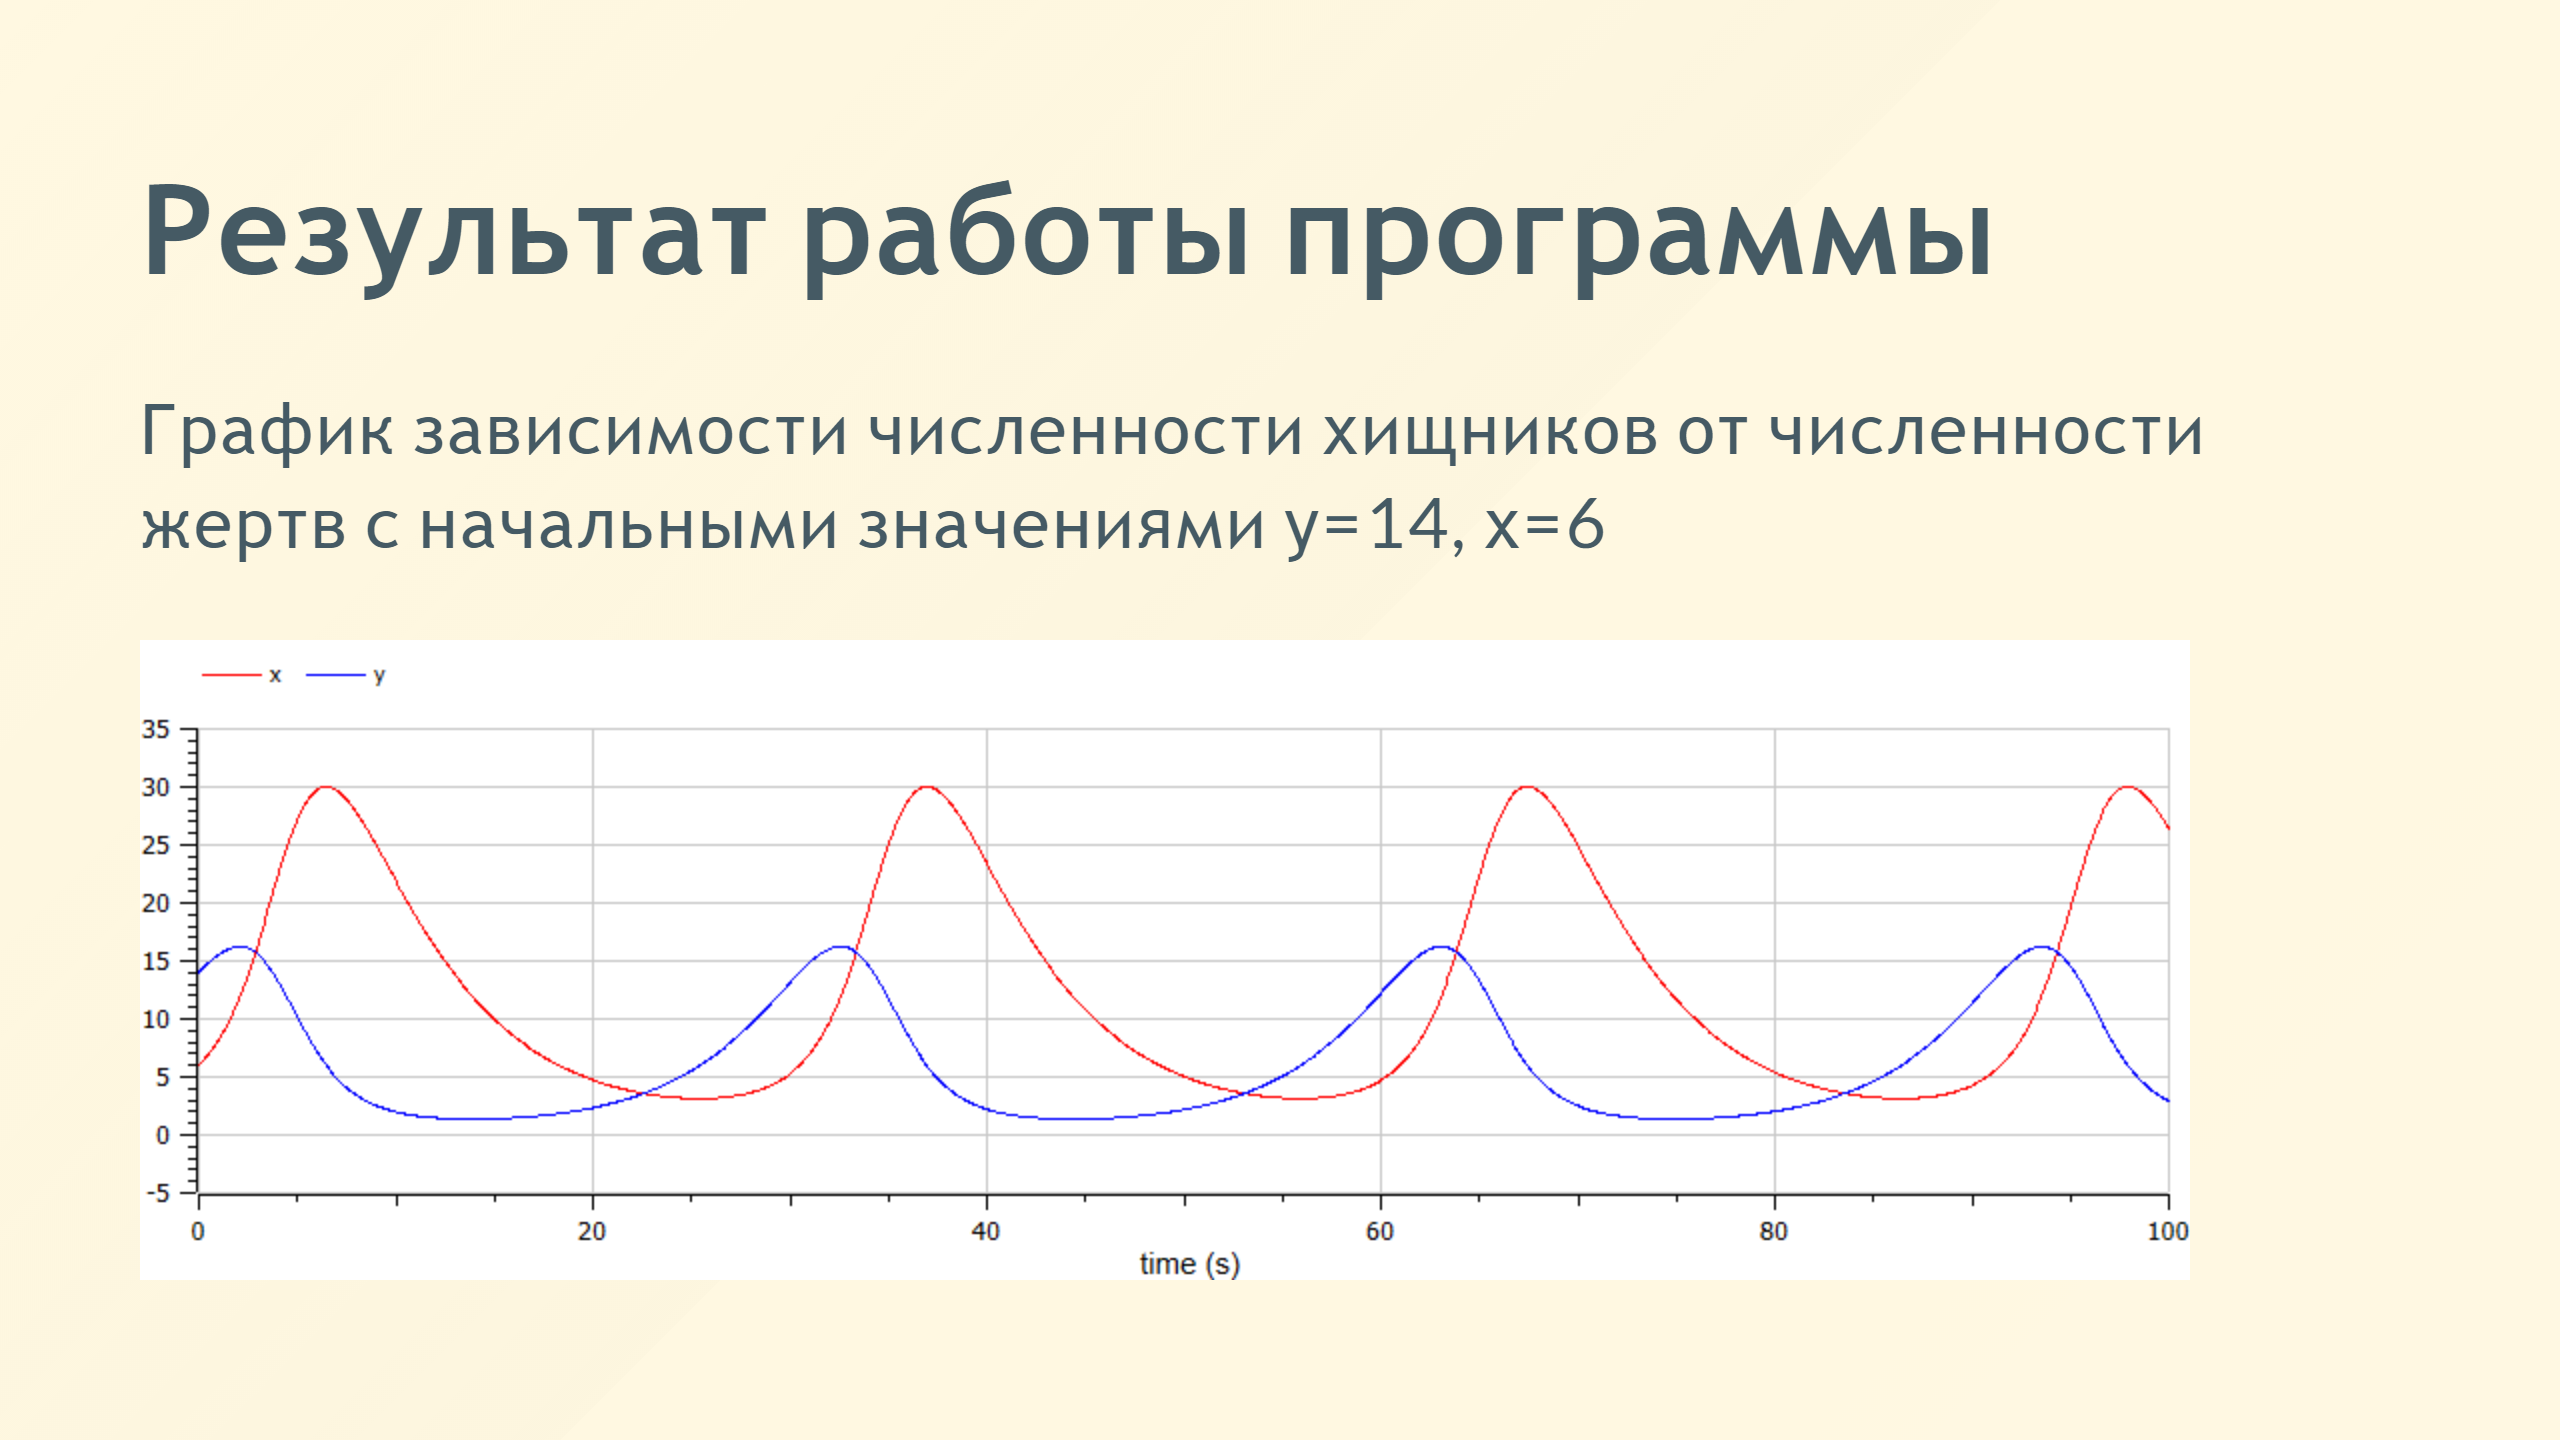 Результат работы программы
График зависимости численности хищников от численности
жертв с начальными значениями y=14, x=6
x y
35
30
25
20
15
10
5
0
-5
0 20 40 60 80 100
time (s)